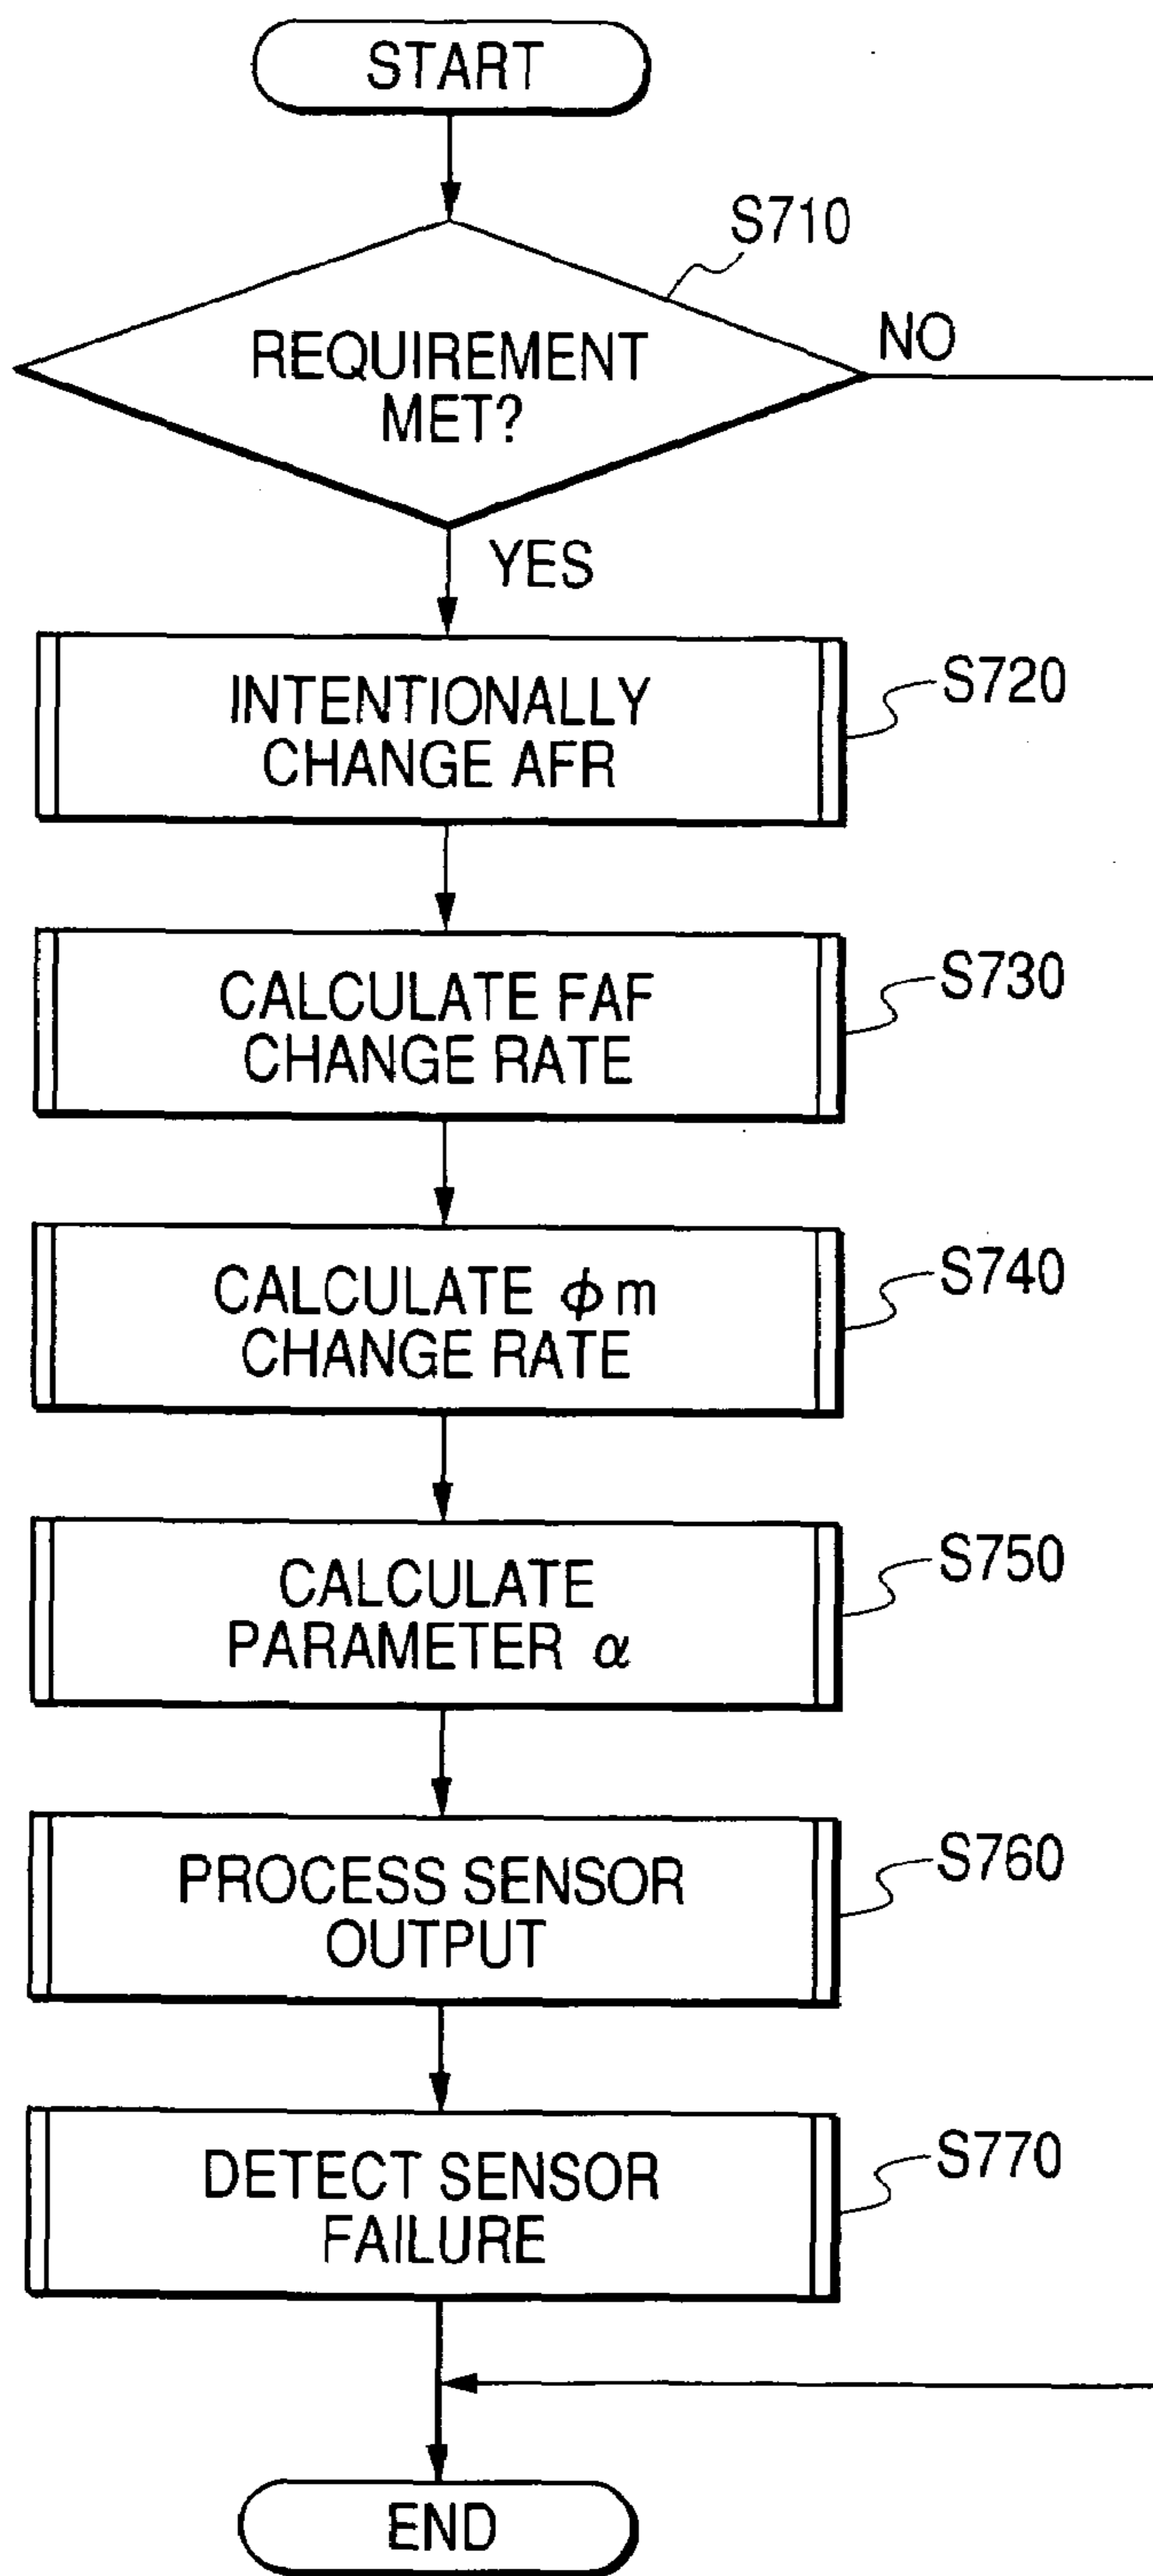 START
S710
REQUIREMENT
MET?
NO
YES
INTENTIONALLY
CHANGE AFR
S720
CALCULATE FAF
CHANGE RATE
S730
CALCULATE ϕm
CHANGE RATE
S740
CALCULATE
PARAMETER α
S750
PROCESS SENSOR
OUTPUT
S760
DETECT SENSOR
FAILURE
S770
END